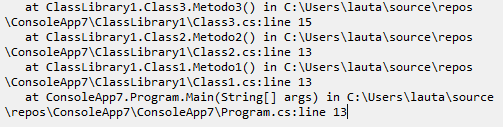 at ClassLibrary1.Class3.Metodo3() in C:\Users\lauta\source\repos
\ConsoleApp7\ClassLibrary1\Class3.cs:line 15
at ClassLibrary1.Class2.Metodo2() in C:\Users\lauta\source\repos
\ConsoleApp7\ClassLibrary1\Class2.cs:line 13
at ClassLibrary1.Class1.Metodo1() in C:\Users\lauta\source\repos
\ConsoleApp7\ClassLibrary1\Class1.cs:line 13
at ConsoleApp7.Program.Main(String[] args) in C:\Users\lauta\source
\repos\ConsoleApp7\ConsoleApp7\Program.cs:line 13